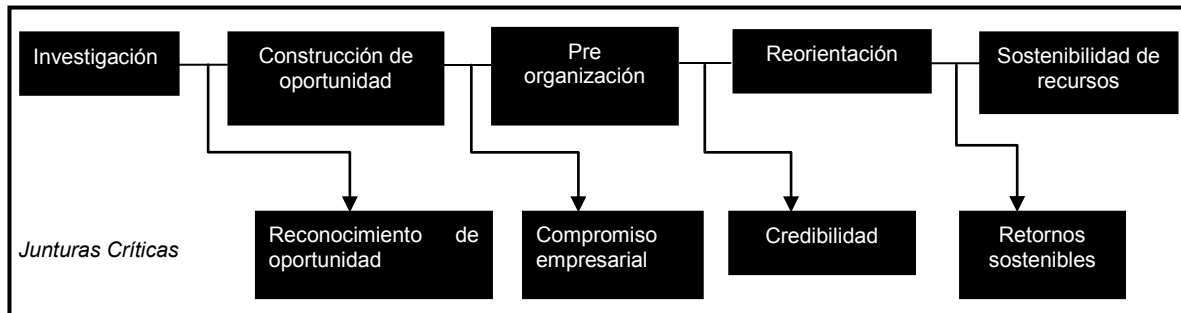 Investigación
Construcción de
oportunidad
Pre
organización
Reorientación
Sostenibilidad de
recursos
Junturas Críticas
Reconocimiento de
oportunidad
Compromiso
empresarial
Credibilidad
Retornos
sostenibles